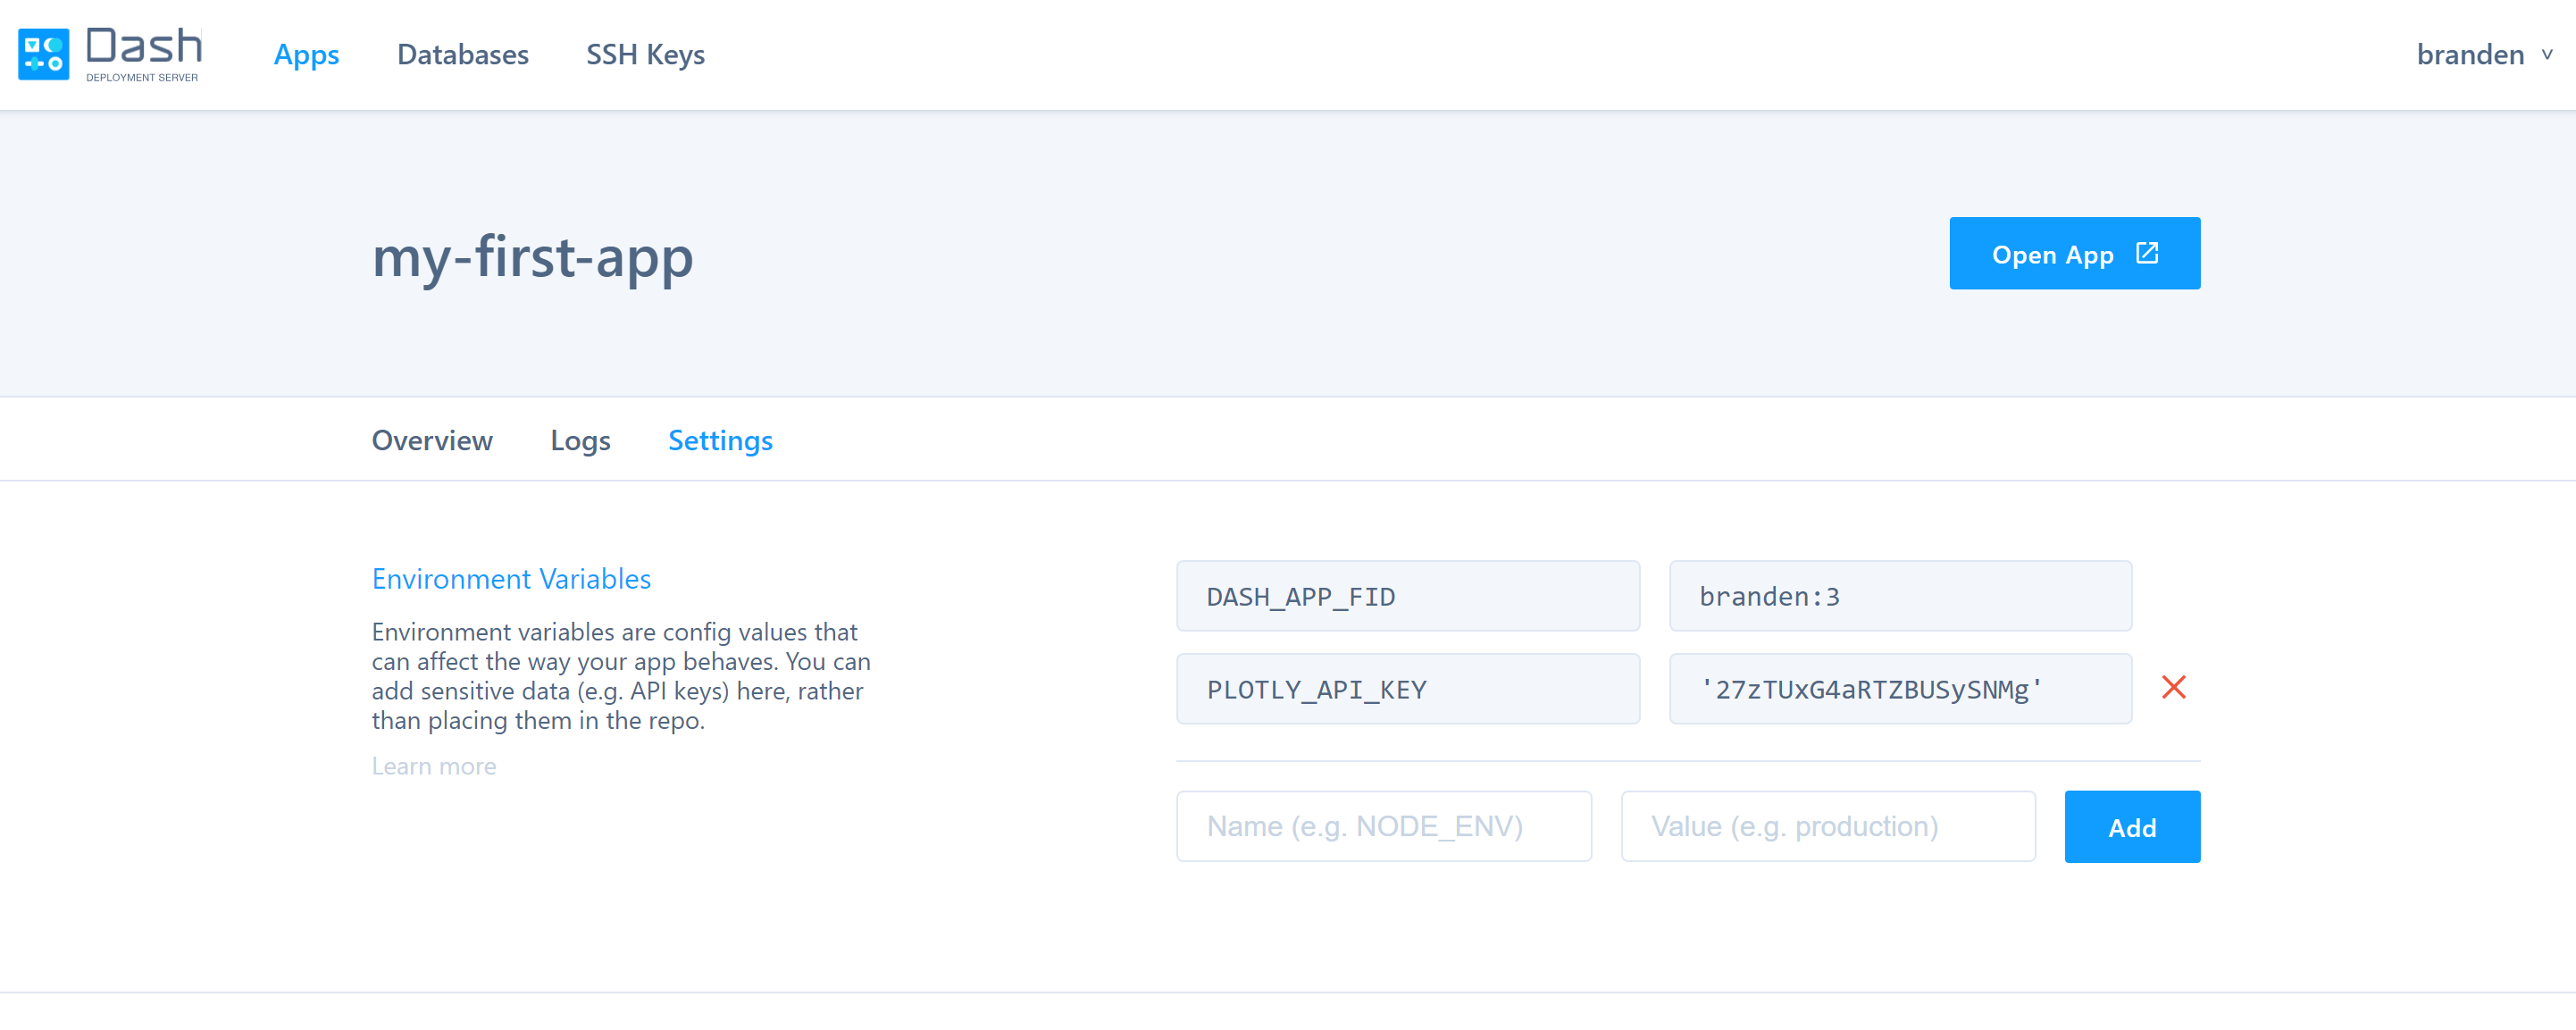 Dash
DEPLOYMENT SERVER
Apps
Databases
SSH Keys
branden
my-first-app
Open App
Overview
Logs
Settings
Environment Variables
Environment variables are config values that
can affect the way your app behaves. You can
add sensitive data (e.g. API keys) here, rather
than placing them in the repo.
Learn more
DASH_APP_FID
branden:3
PLOTLY_API_KEY
'27zTUxG4aRTZBUSySNMg'
Name (e.g. NODE_ENV)
Value (e.g. production)
Add